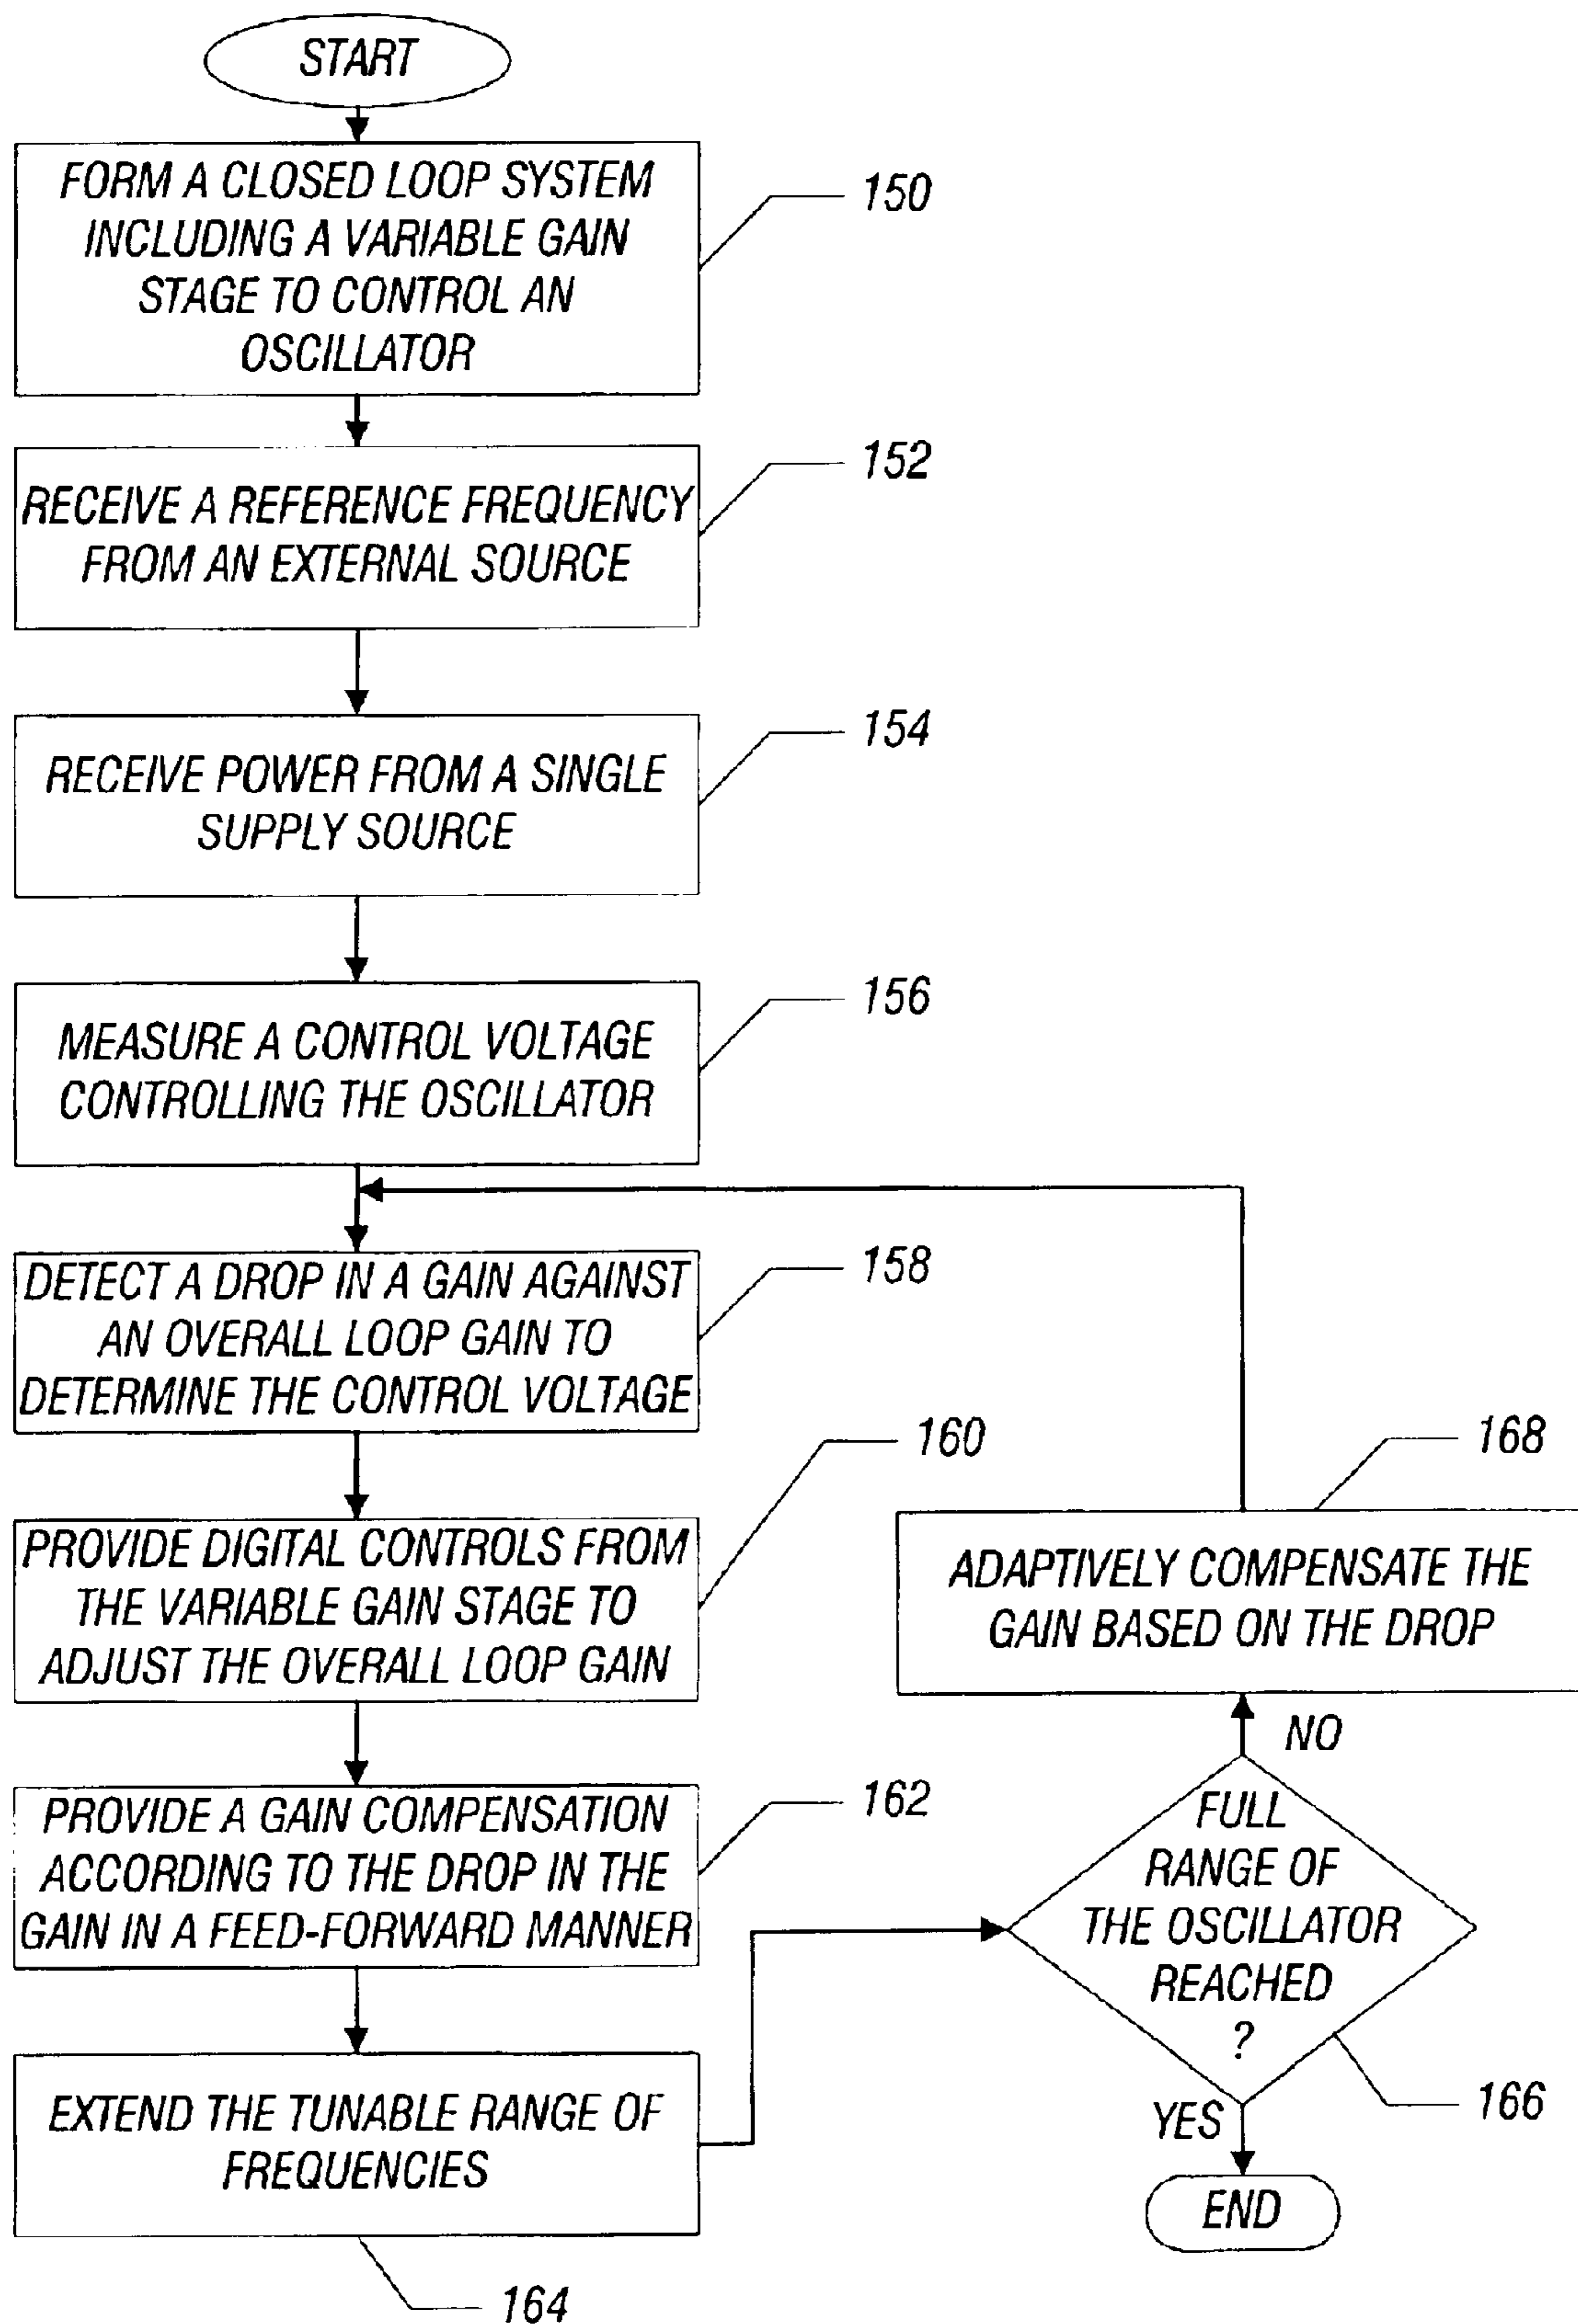 START
FORM A CLOSED LOOP SYSTEM
INCLUDING A VARIABLE GAIN
STAGE TO CONTROL AN
OSCILLATOR
150
RECEIVE A REFERENCE FREQUENCY
FROM AN EXTERNAL SOURCE
152
RECEIVE POWER FROM A SINGLE
SUPPLY SOURCE
154
MEASURE A CONTROL VOLTAGE
CONTROLLING THE OSCILLATOR
156
DETECT A DROP IN A GAIN AGAINST
AN OVERALL LOOP GAIN TO
DETERMINE THE CONTROL VOLTAGE
158
PROVIDE DIGITAL CONTROLS FROM
THE VARIABLE GAIN STAGE TO
ADJUST THE OVERALL LOOP GAIN
160
PROVIDE A GAIN COMPENSATION
ACCORDING TO THE DROP IN THE
GAIN IN A FEED-FORWARD MANNER
162
EXTEND THE TUNABLE RANGE OF
FREQUENCIES
164
FULL
RANGE OF
THE OSCILLATOR
REACHED
?
166
NO
ADAPTIVELY COMPENSATE THE
GAIN BASED ON THE DROP
168
YES
END